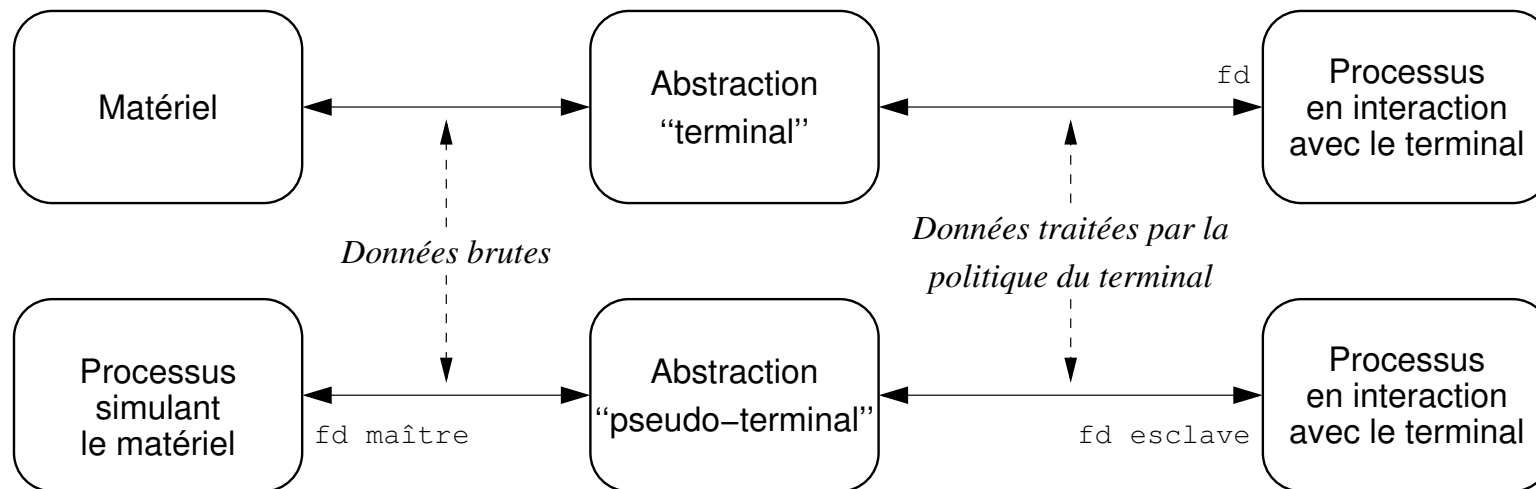 Matériel
Abstraction
“terminal”
fd
Processus
en interaction
avec le terminal
Données brutes
Données traitées par la
politique du terminal
Processus
simulant
le matériel
fd maître
Abstraction
“pseudo−terminal”
fd esclave
Processus
en interaction
avec le terminal